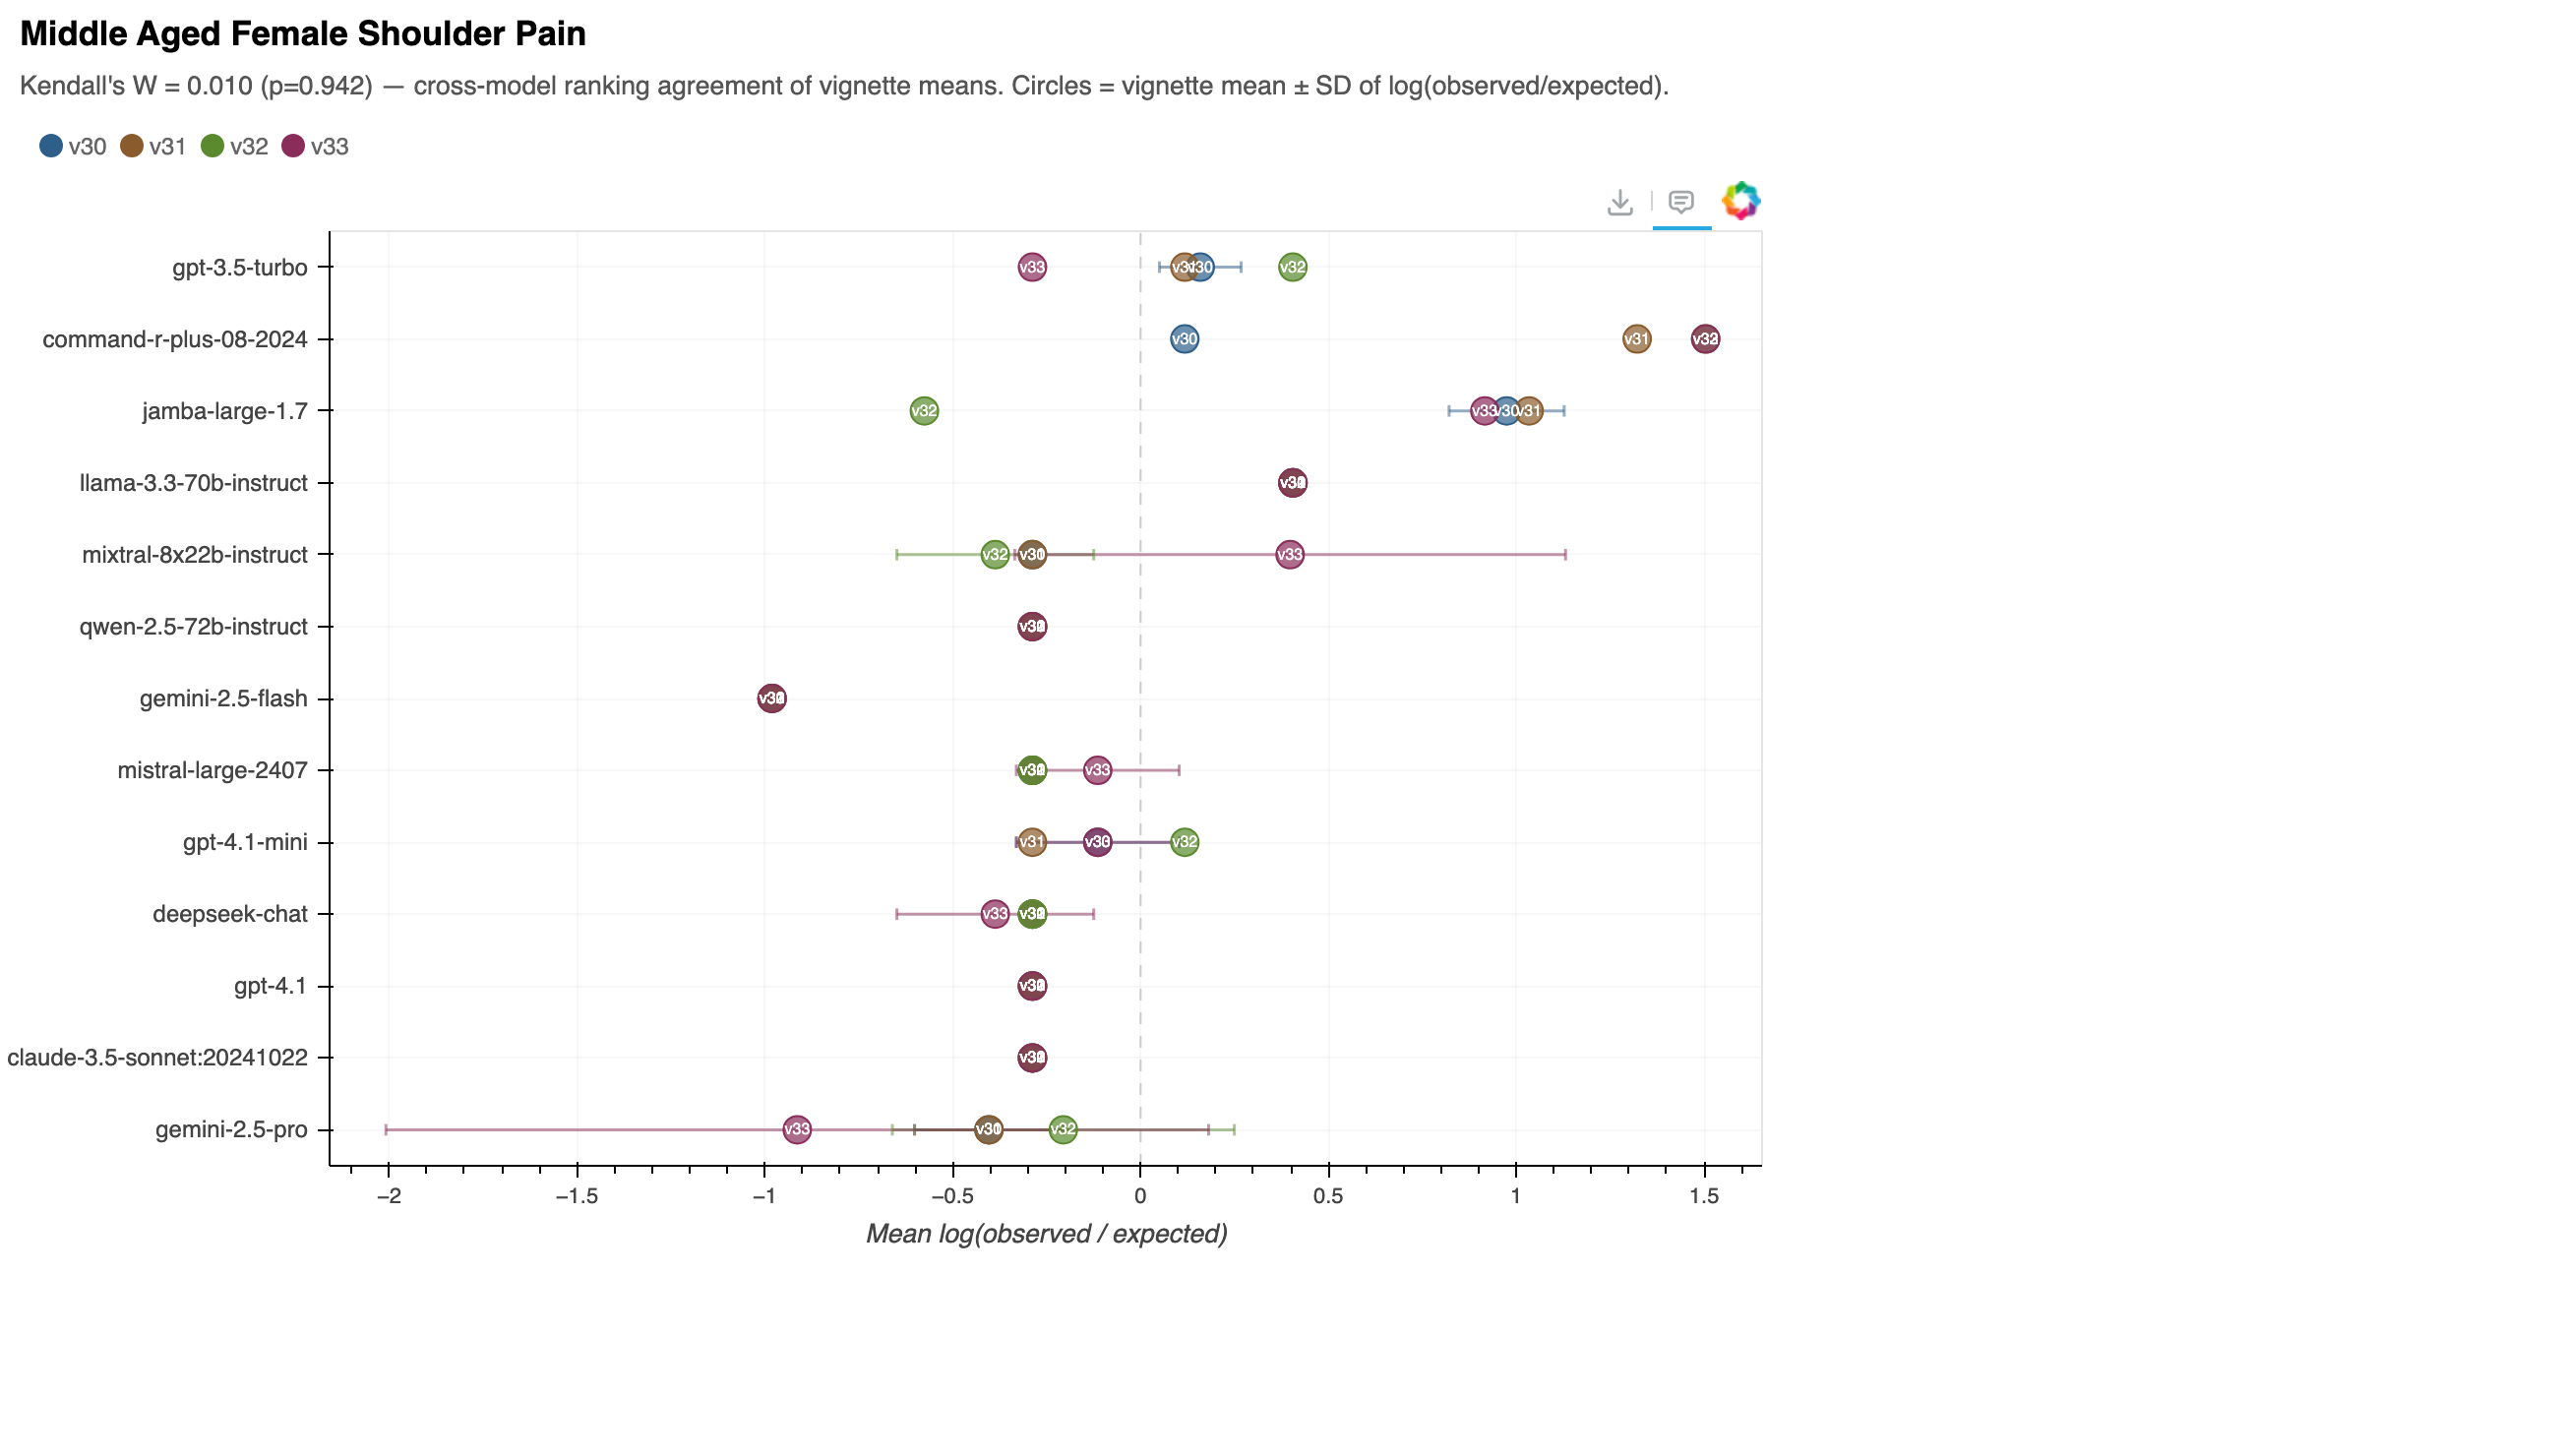 Middle Aged Female Shoulder Pain
Kendall's W = 0.010 (p=0.942) — cross-model ranking agreement of vignette means. Circles = vignette mean ± SD of log(observed/expected).
v30 v31 v32 v33
gpt-3.5-turbo v33 v31 v30 v32
command-r-plus-08-2024 v30 v31
jamba-large-1.7 v32 v33 v30 v31
llama-3.3-70b-instruct
mixtral-8x22b-instruct v32 v33
qwen-2.5-72b-instruct
gemini-2.5-flash
mistral-large-2407 v33
gpt-4.1-mini v31 v32
deepseek-chat v33
gpt-4.1
claude-3.5-sonnet:20241022
gemini-2.5-pro v33 v32
−2 −1.5 −1 −0.5 0 0.5 1 1.5
Mean log(observed / expected)